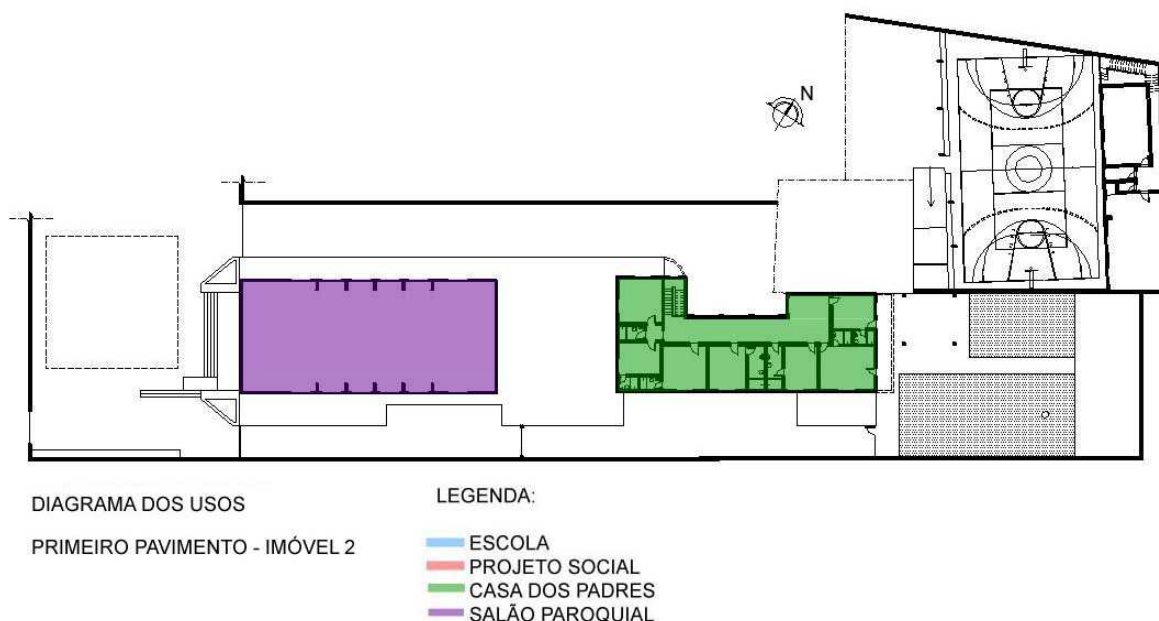 N
DIAGRAMA DOS USOS
PRIMEIRO PAVIMENTO - IMÓVEL 2
LEGENDA:
ESCOLA
PROJETO SOCIAL
CASA DOS PADRES
SALÃO PAROQUIAL